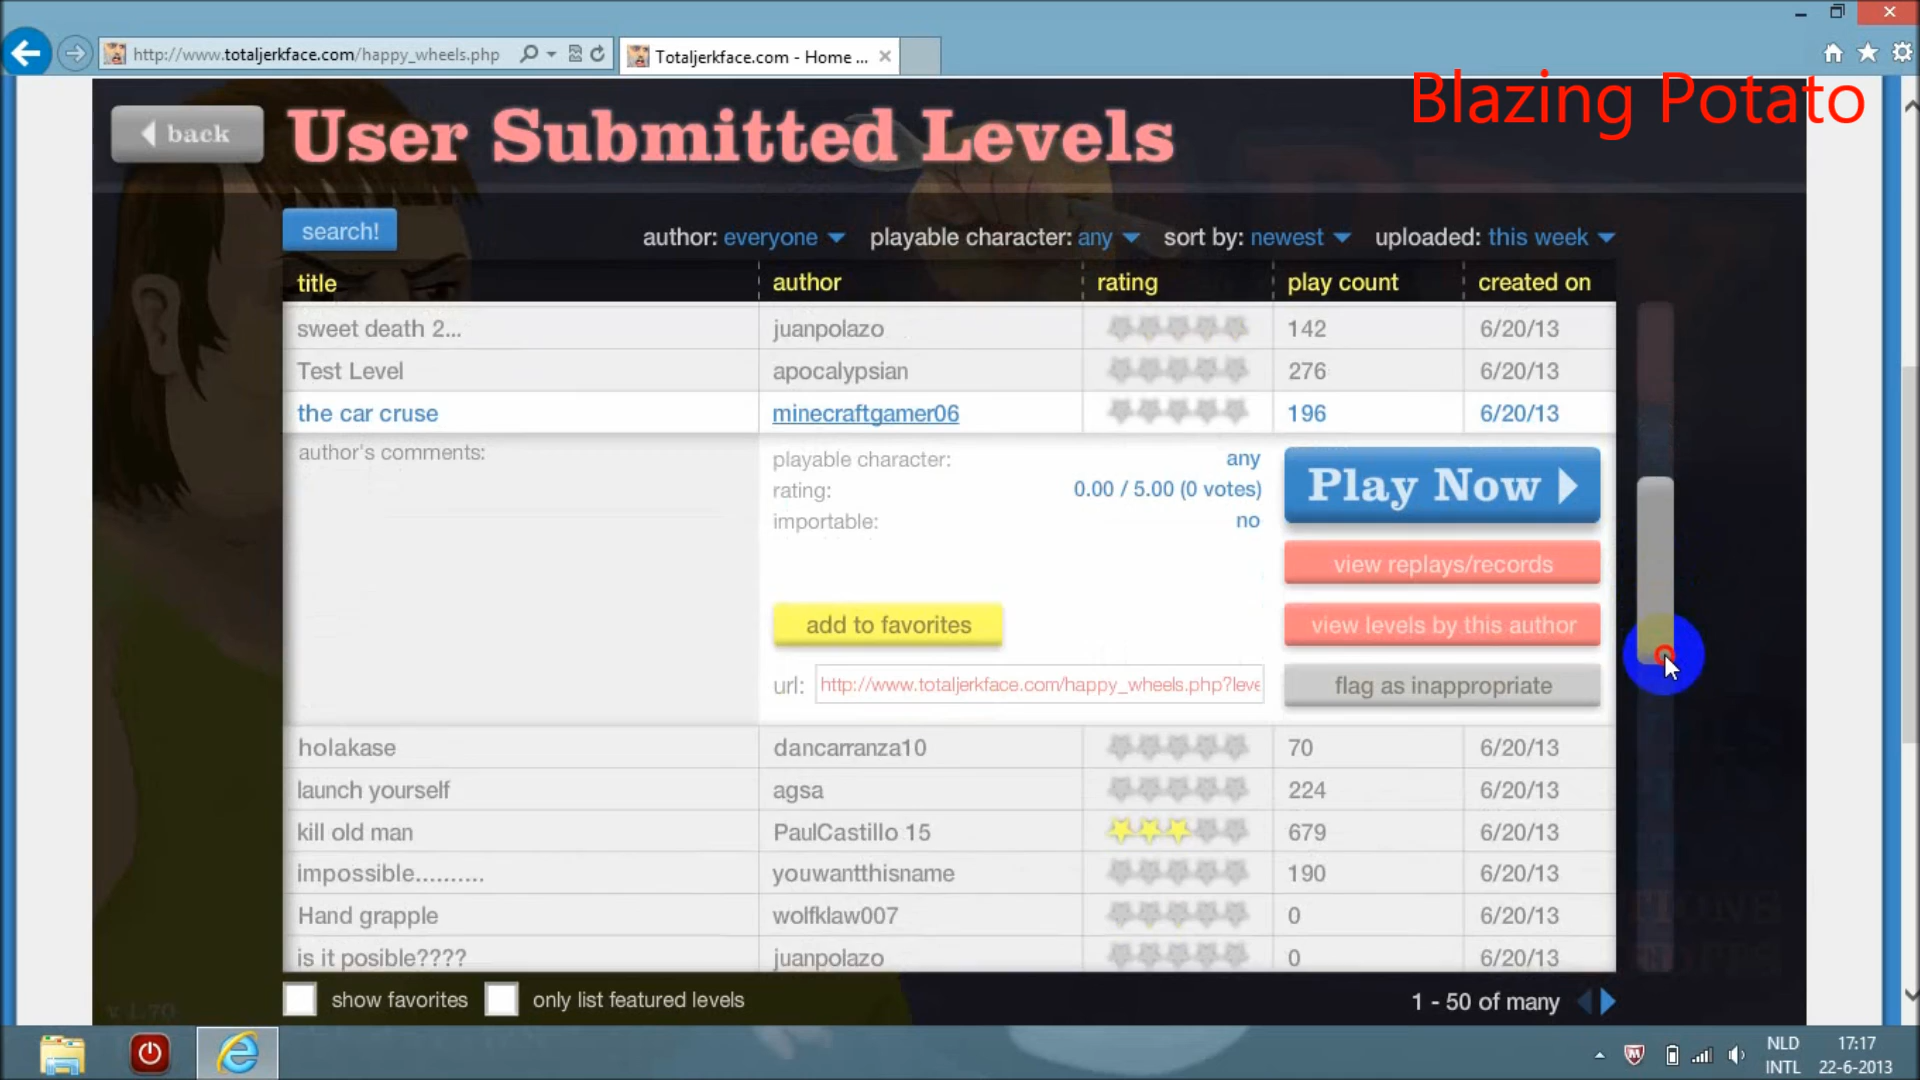 http://www.totaljerkface.com/happy_wheels.php
Totaljerkface.com - Home ...
Blazing Potato
back
User Submitted Levels
search!
author: everyone
playable character: any
sort by: newest
uploaded: this week
title author rating play count created on
sweet death 2... juanpolazo 142 6/20/13
Test Level apocalypsian 276 6/20/13
the car cruse minecraftgamer06 196 6/20/13
author's comments:
playable character: any
rating: 0.00 / 5.00 (0 votes)
importable: no
Play Now
view replays/records
add to favorites
view levels by this author
url: http://www.totaljerkface.com/happy_wheels.php?leve
flag as inappropriate
holakase dancarranza10 70 6/20/13
launch yourself agsa 224 6/20/13
kill old man PaulCastillo 15 679 6/20/13
impossible.......... youwantthisname 190 6/20/13
Hand grapple wolfklaw007 0 6/20/13
is it posible???? juanpolazo 0 6/20/13
show favorites
only list featured levels
1 - 50 of many
v 1.70
NLD
INTL
17:17
22-6-2013